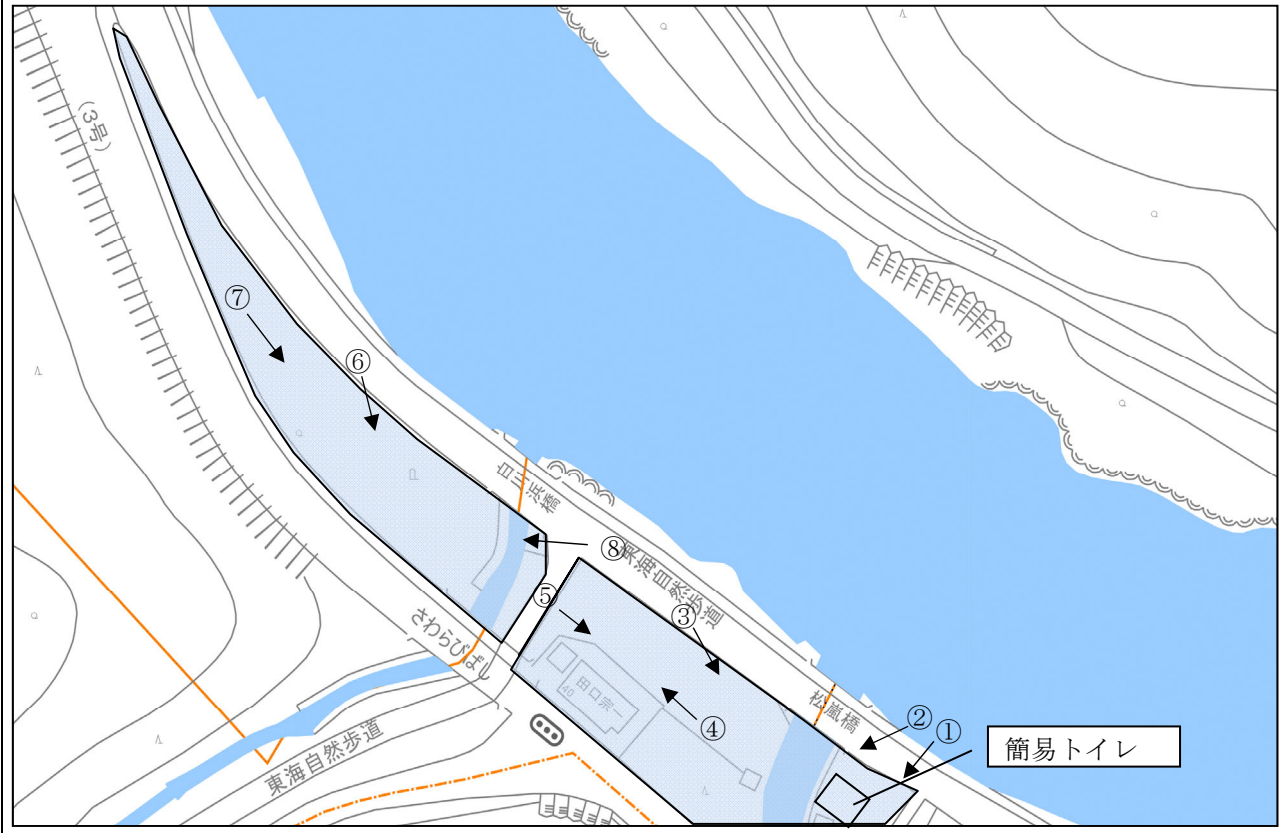 (3号)
⑦
⑥
白川浜橋
⑧
東海自然歩道
⑤
③
さわらびばし
田口宗一
40
④
松嵐橋
②
①
簡易トイレ
東海自然歩道